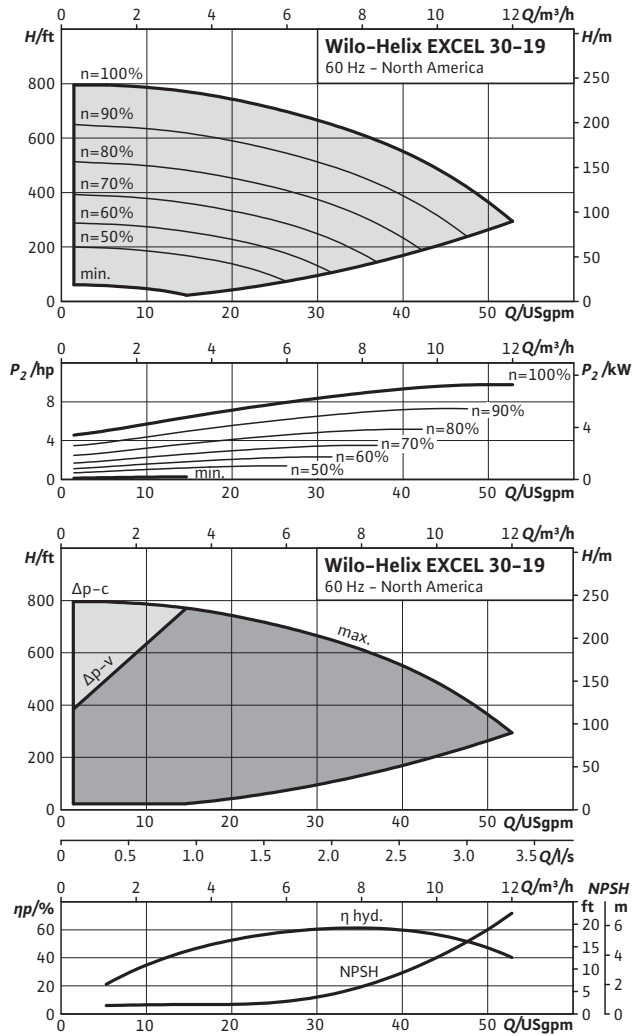 0 2 4 6 8 10 12 Q/m³/h
H/ft H/m
Wilo-Helix EXCEL 30-19
60 Hz – North America
n=100%
800 250
n=90%
600 200
n=80%
150
n=70%
400
n=60% 100
n=50%
200 50
min.
0 0
0 10 20 30 40 50 Q/USgpm
0 2 4 6 8 10 12 Q/m³/h
P2 /hp P2 /kW
n=100%
8
n=90%
n=80% 4
4 n=70%
n=60%
n=50%
min.
0 0
0 10 20 30 40 50 Q/USgpm
0 2 4 6 8 10 12 Q/m³/h
H/ft H/m
Wilo-Helix EXCEL 30-19
60 Hz – North America
Δp-c
800 250
max.
200
600
Δp-v 150
400
100
200
50
0 0
0 10 20 30 40 50 Q/USgpm
0 0.5 1.0 1.5 2.0 2.5 3.0 3.5 Q/l/s
0 2 4 6 8 10 12 Q/m³/h NPSH
ηp/% ft m
η hyd.
60 20 6
15
40 4
NPSH 10
20 2
5
0 0 0
0 10 20 30 40 50 Q/USgpm